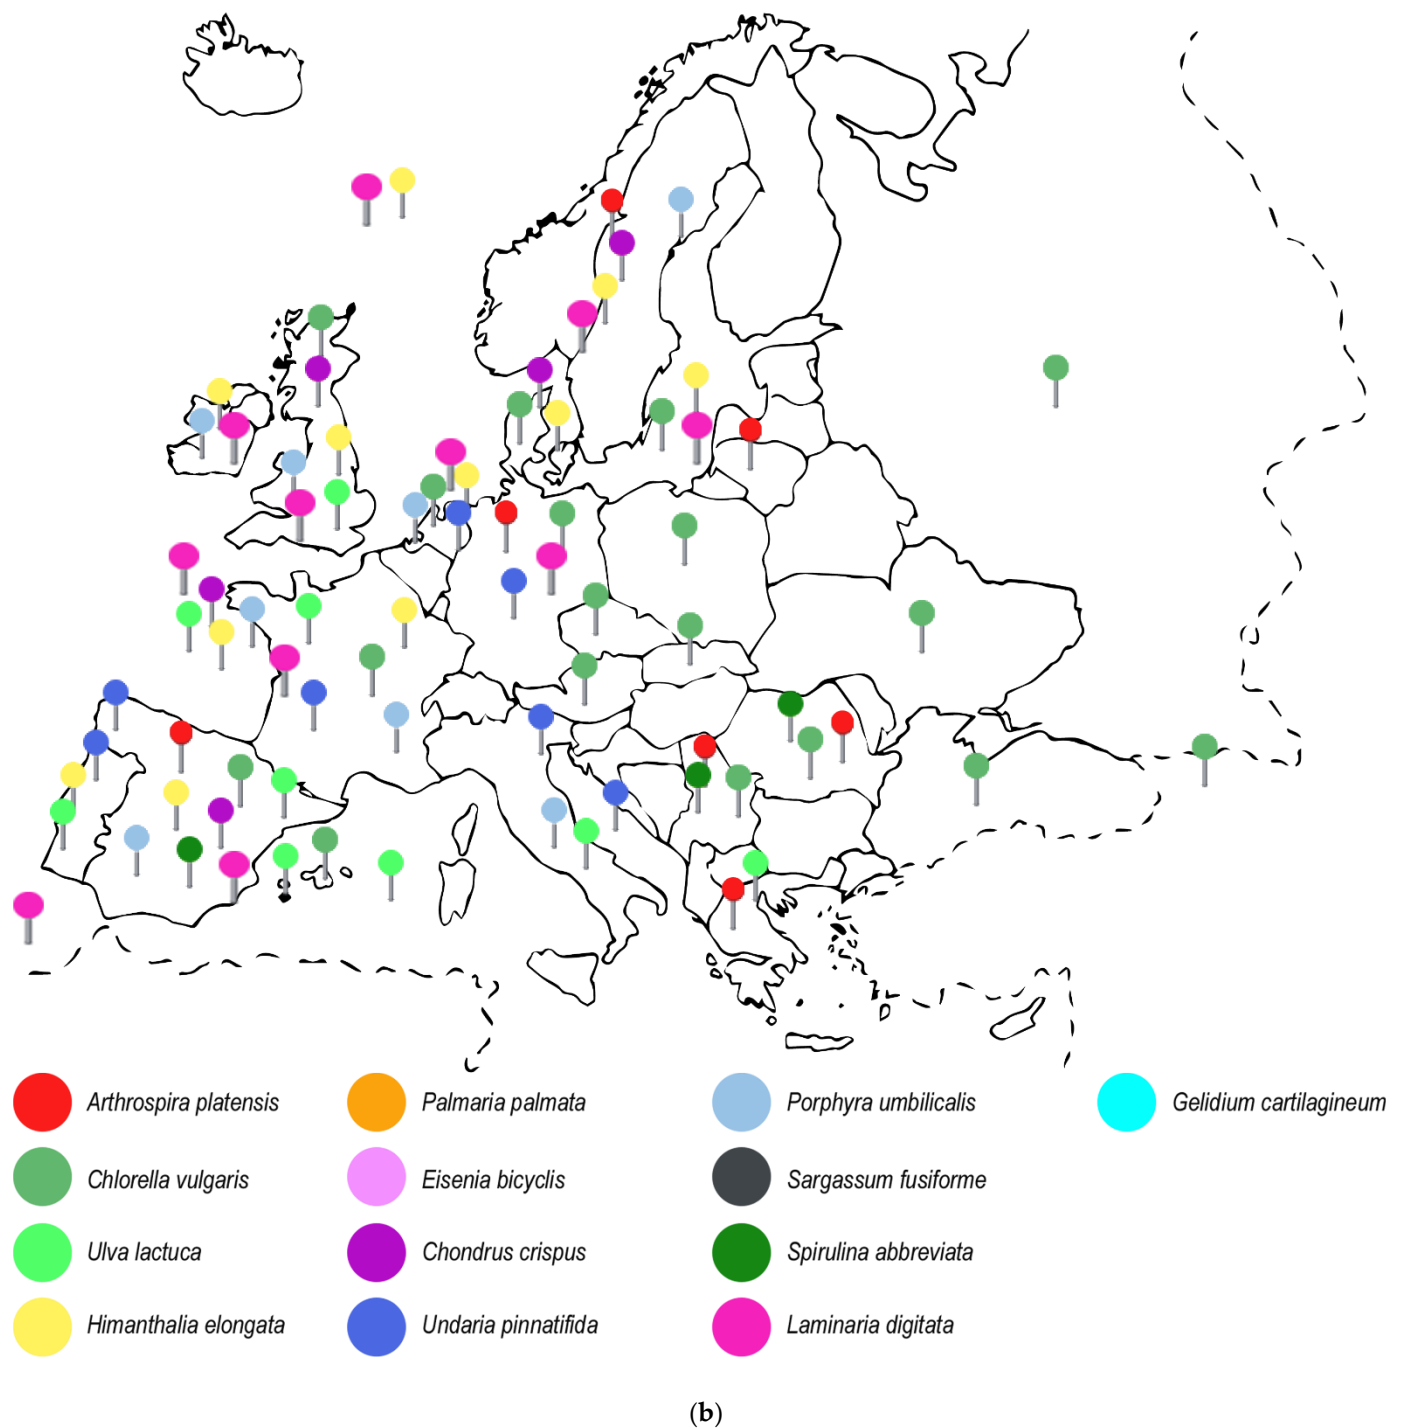 Arthrospira platensis
Palmaria palmata
Porphyra umbilicalis
Gelidium cartilagineum
Chlorella vulgaris
Eisenia bicyclis
Sargassum fusiforme
Ulva lactuca
Chondrus crispus
Spirulina abbreviata
Himanthalia elongata
Undaria pinnatifida
Laminaria digitata
(b)